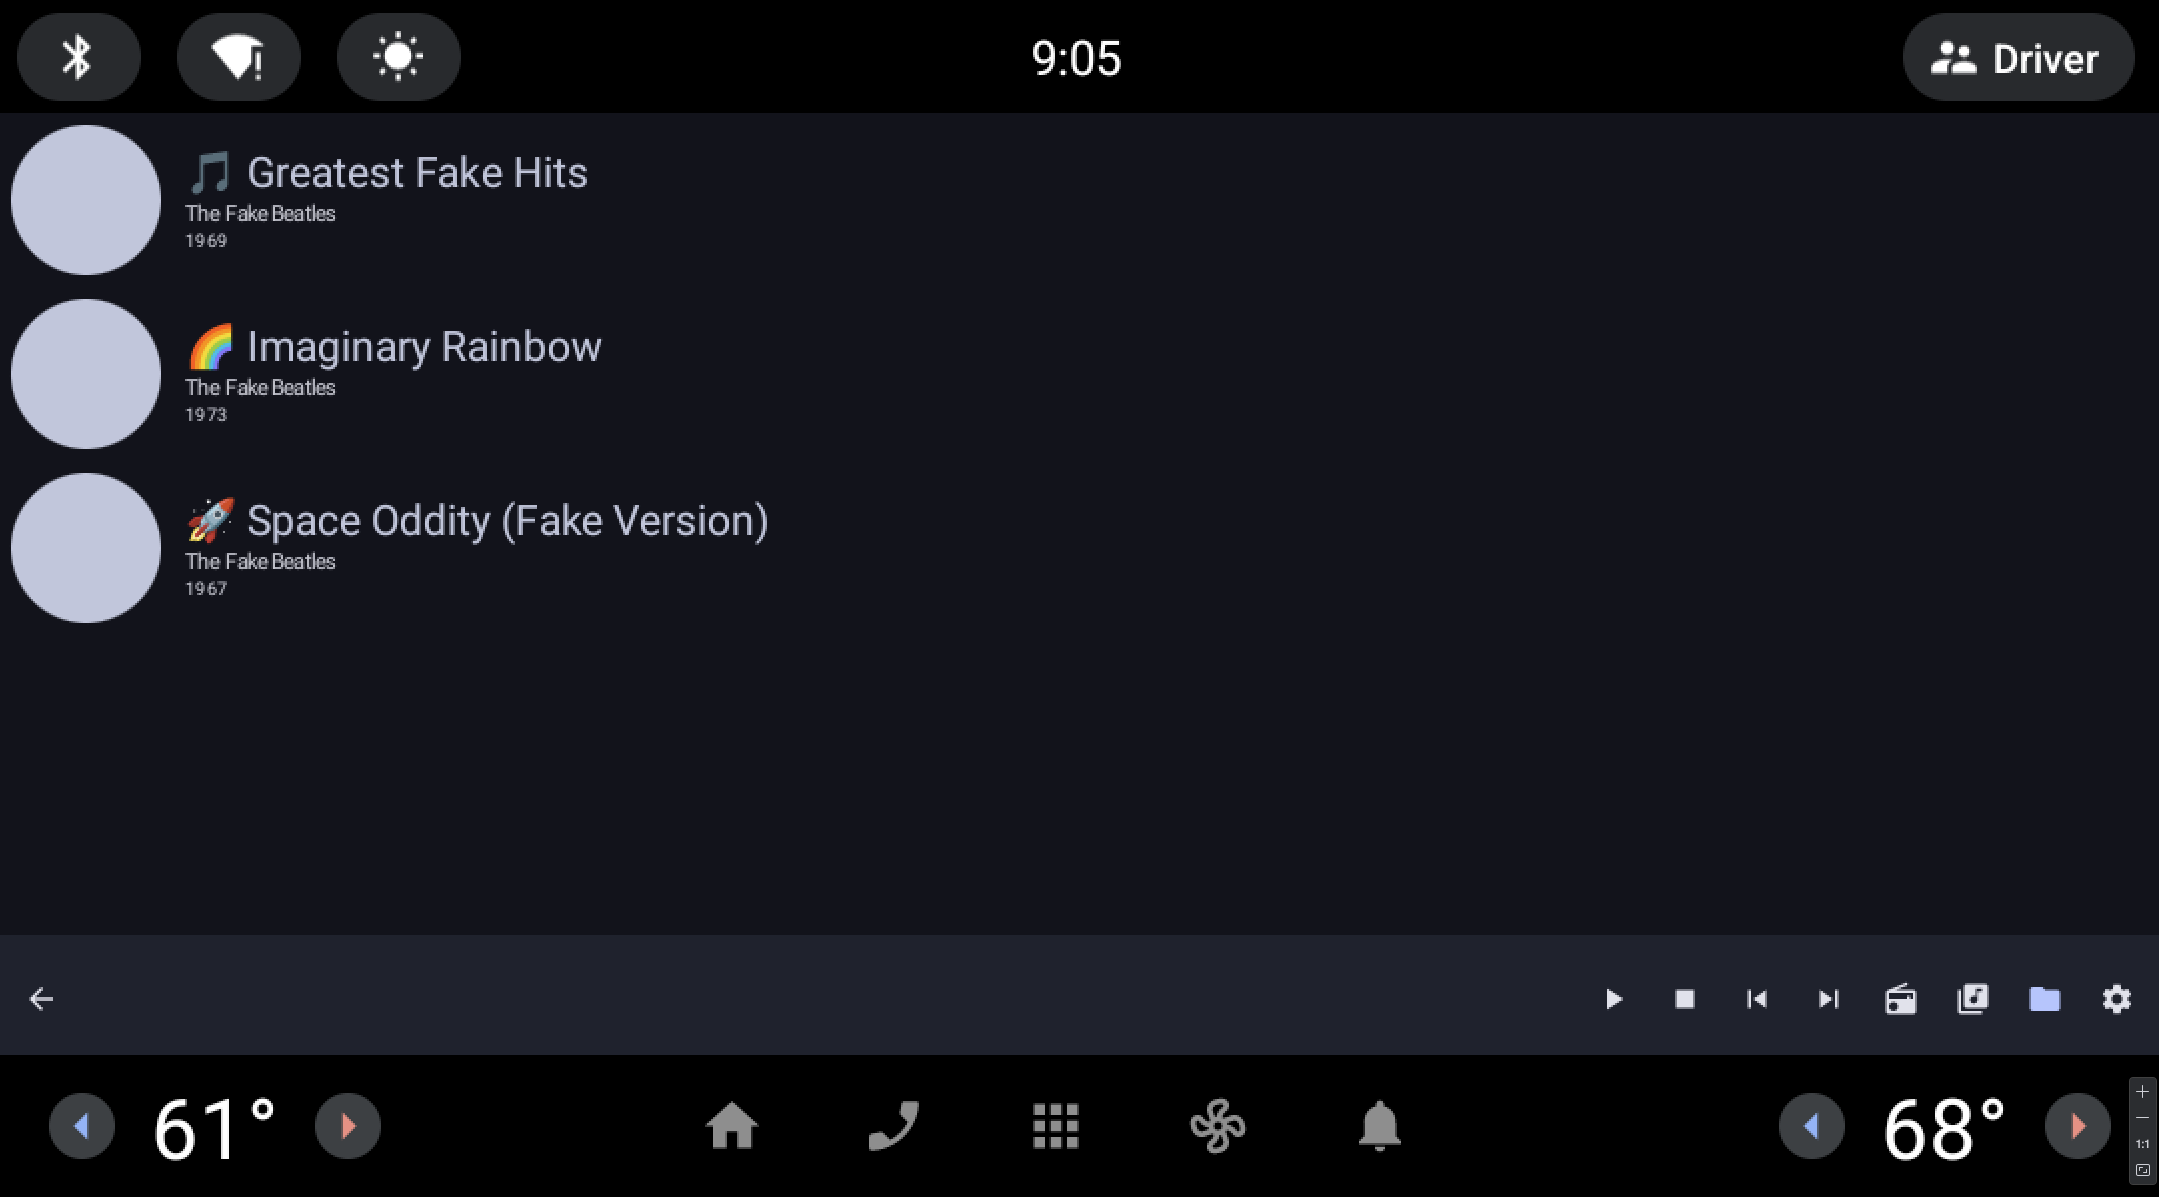 9:05
Driver
🎵 Greatest Fake Hits
The Fake Beatles
1969
🌈 Imaginary Rainbow
The Fake Beatles
1973
🚀 Space Oddity (Fake Version)
The Fake Beatles
1967
61°
68°
1:1